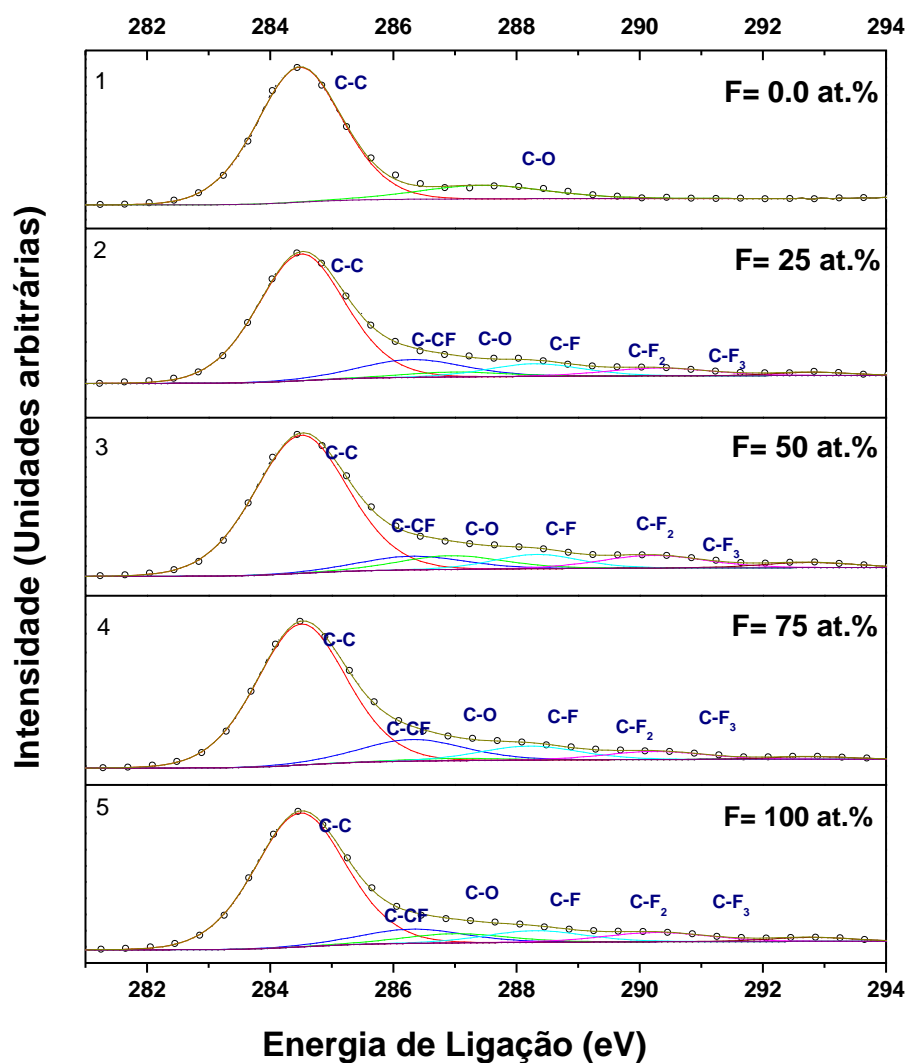 282 284 286 288 290 292 294
1
C-C
C-O
F= 0.0 at.%
2
C-C
C-CF
C-O
C-F
C-F2
C-F3
F= 25 at.%
3
C-C
C-CF
C-O
C-F
C-F2
C-F3
F= 50 at.%
4
C-C
C-CF
C-O
C-F
C-F2
C-F3
F= 75 at.%
5
C-C
C-CF
C-O
C-F
C-F2
C-F3
F= 100 at.%
282 284 286 288 290 292 294
Intensidade (Unidades arbitrárias)
Energia de Ligação (eV)